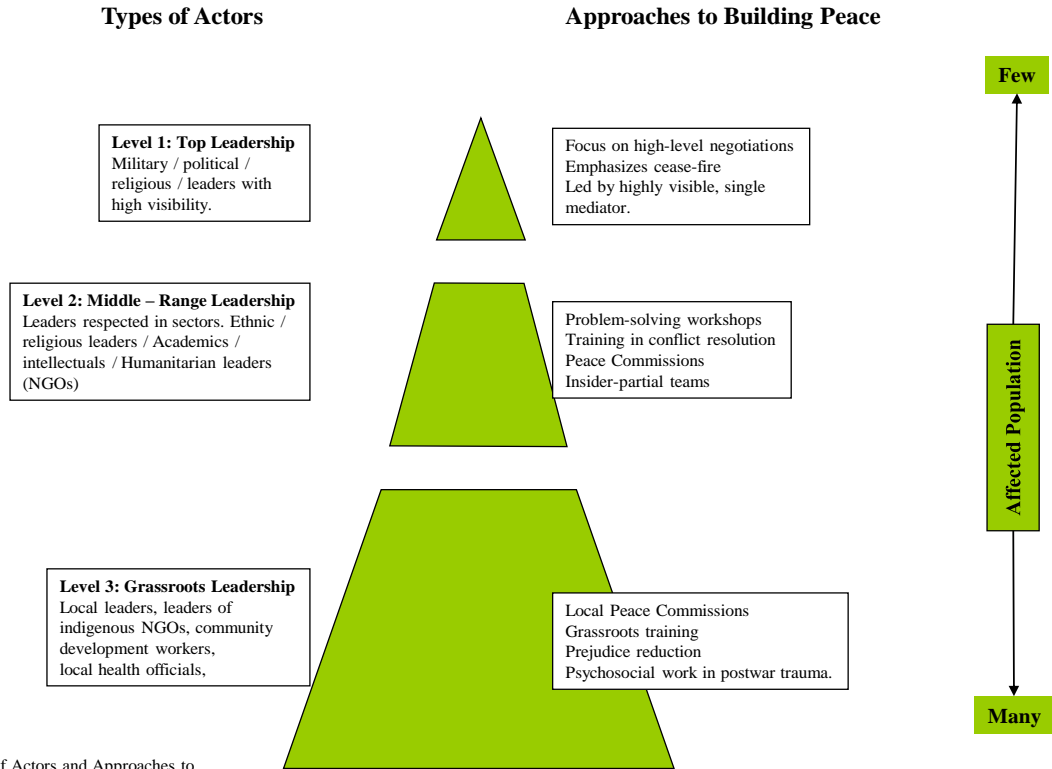 Types of Actors
Approaches to Building Peace
Few
Level 1: Top Leadership
Military / political /
religious / leaders with
high visibility.
Focus on high-level negotiations
Emphasizes cease-fire
Led by highly visible, single
mediator.
Level 2: Middle – Range Leadership
Leaders respected in sectors. Ethnic /
religious leaders / Academics /
intellectuals / Humanitarian leaders
(NGOs)
Problem-solving workshops
Training in conflict resolution
Peace Commissions
Insider-partial teams
Affected Population
Level 3: Grassroots Leadership
Local leaders, leaders of
indigenous NGOs, community
development workers,
local health officials,
Local Peace Commissions
Grassroots training
Prejudice reduction
Psychosocial work in postwar trauma.
Many
Actors and Approaches to